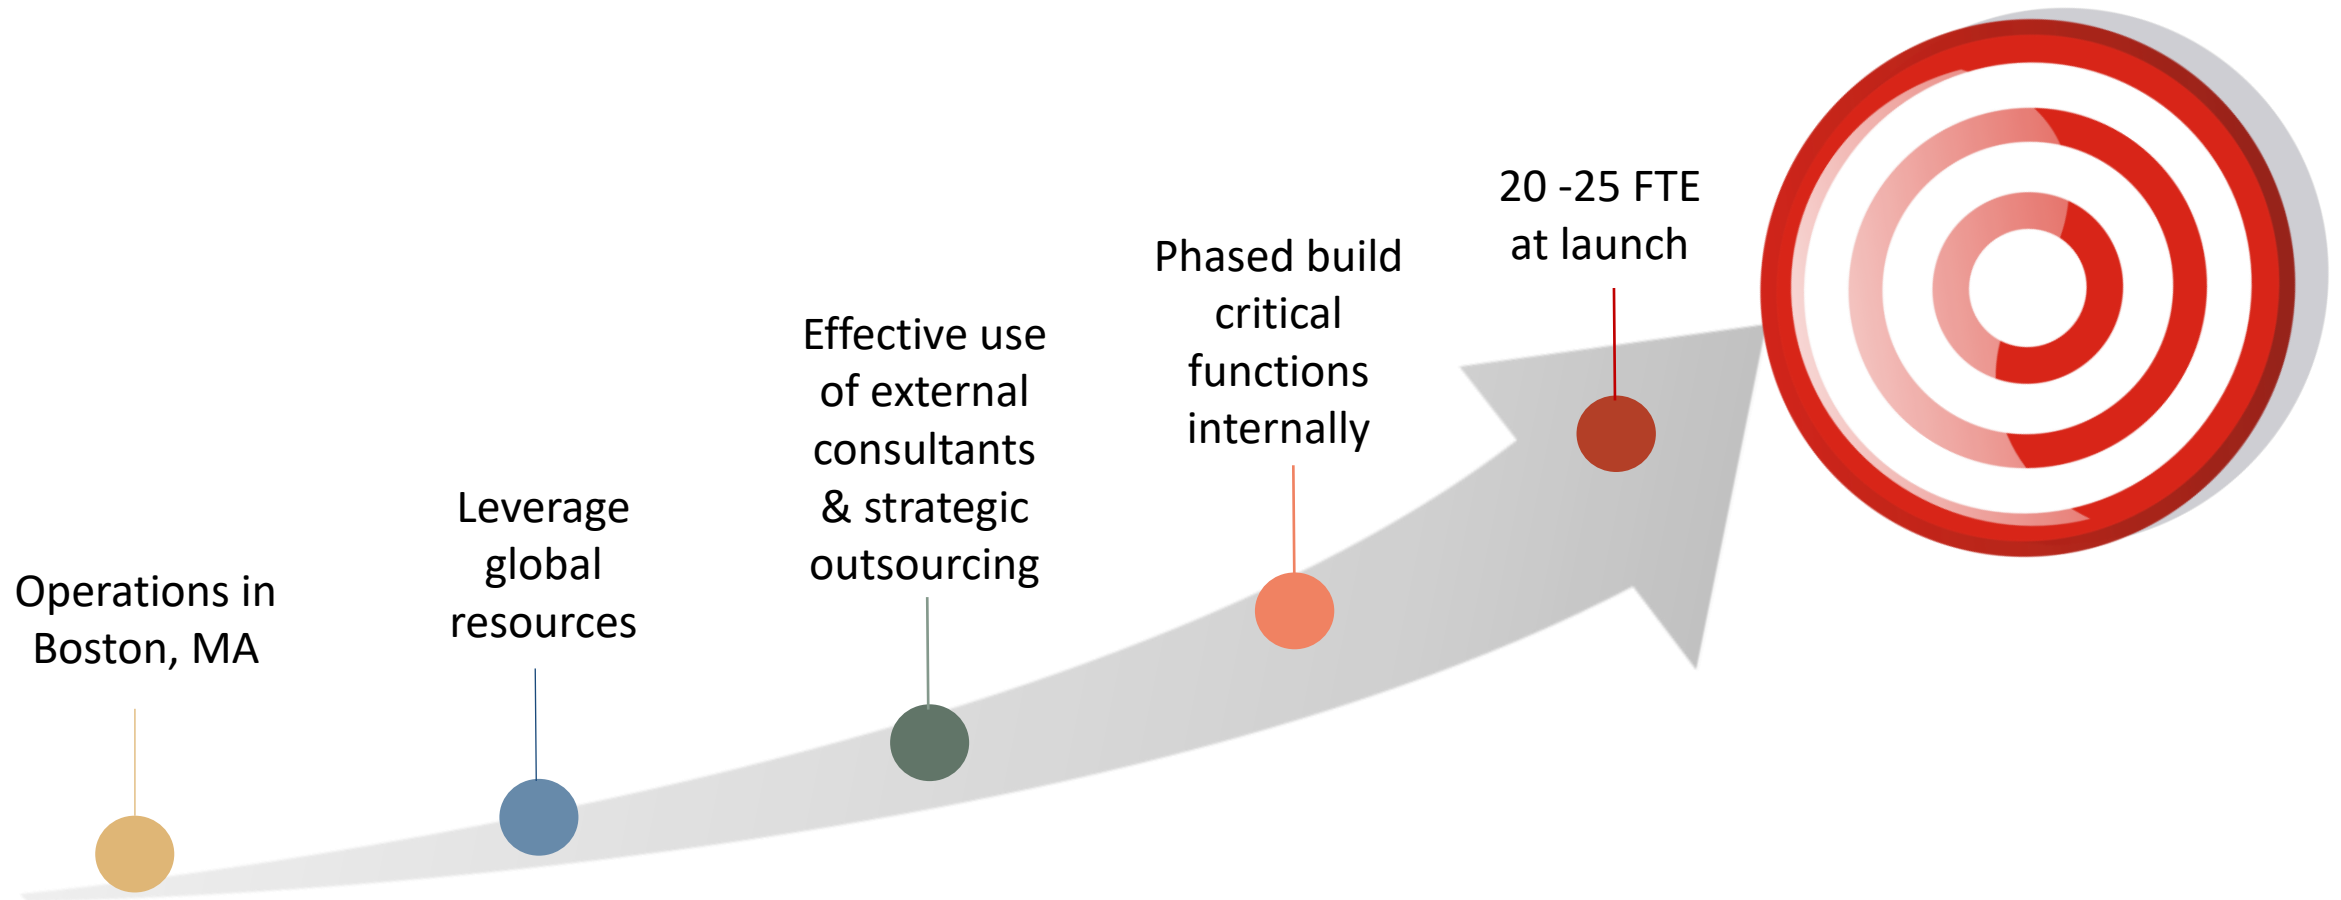 Operations in
Boston, MA
Leverage
global
resources
Effective use
of external
consultants
& strategic
outsourcing
Phased build
critical
functions
internally
20 -25 FTE
at launch